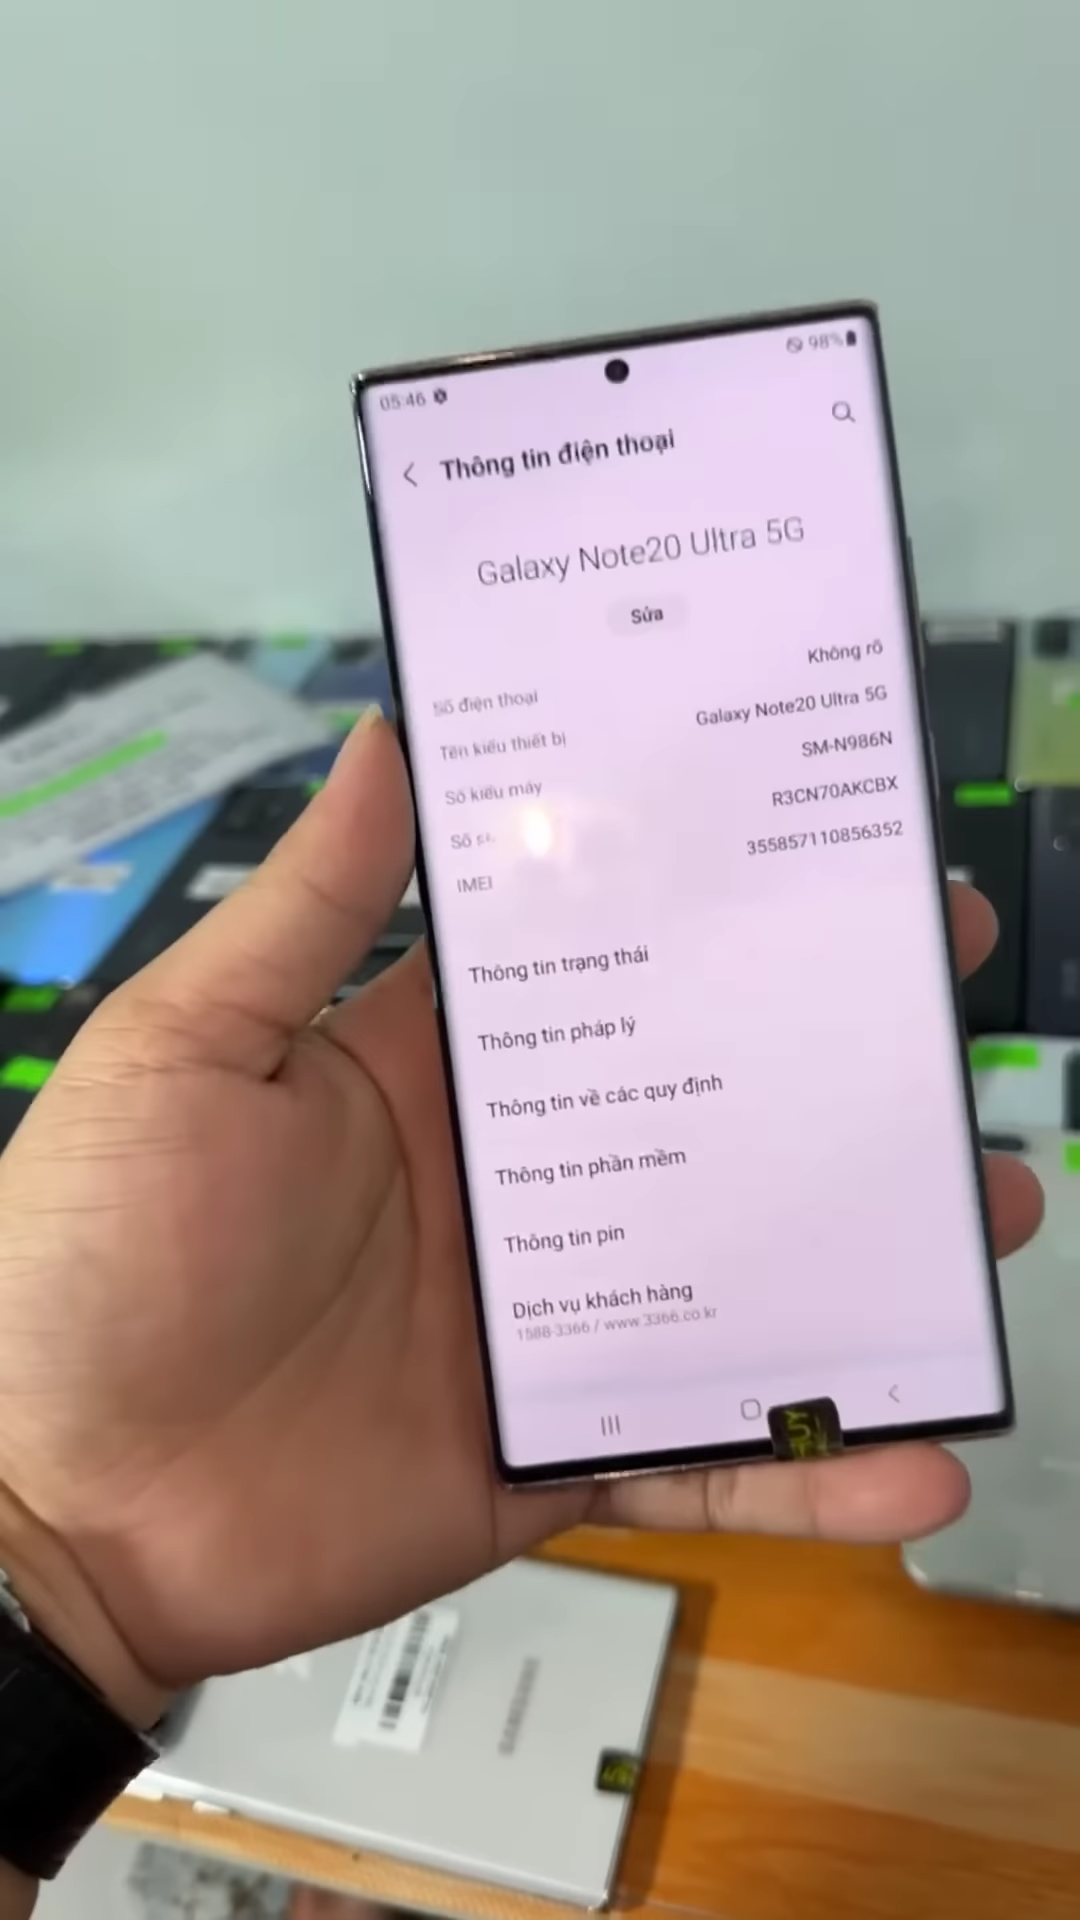 05:46
98%
Thông tin điện thoại
Galaxy Note20 Ultra 5G
Sửa
Số điện thoại Không rõ
Tên kiểu thiết bị Galaxy Note20 Ultra 5G
Số kiểu máy SM-N986N
Số R3CN70AKCBX
IMEI 355857110856352
Thông tin trạng thái
Thông tin pháp lý
Thông tin về các quy định
Thông tin phần mềm
Thông tin pin
Dịch vụ khách hàng
1588-3366 / www.3366.co.kr
SAMSUNG